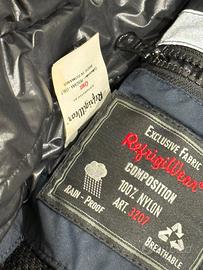 RefrigiWear
EXCLUSIVE FABRIC
RefrigiWear
COMPOSITION
100% NYLON
ART. 3207
RAIN - PROOF
BREATHABLE